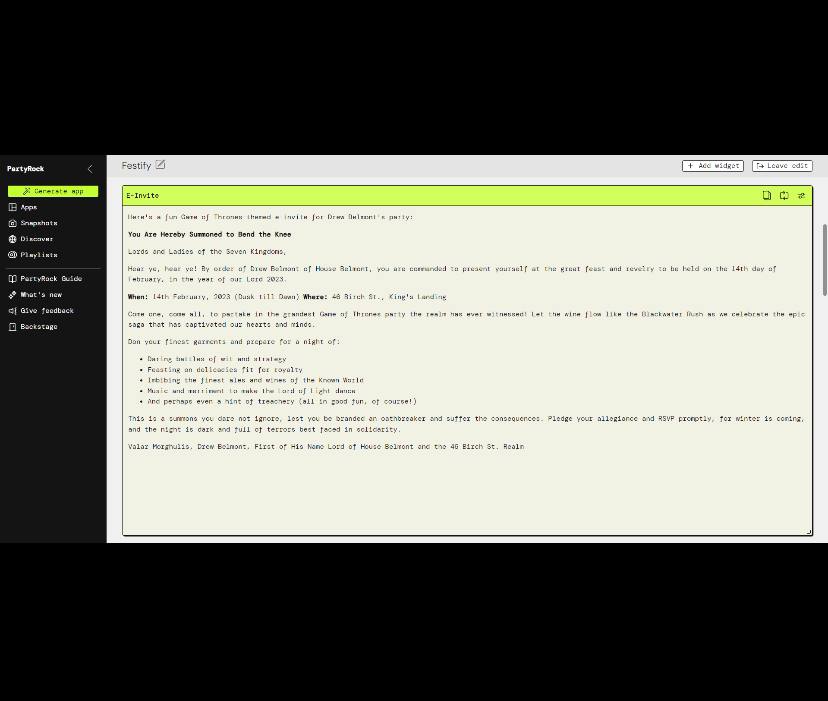 PartyRock
Generate app
Apps
Snapshots
Discover
Playlists
PartyRock Guide
What's new
Give feedback
Backstage
Festify
+ Add widget
Leave edit
E-Invite
Here's a fun Game of Thrones themed e-invite for Drew Belmont's party:
You Are Hereby Summoned to Bend the Knee
Lords and Ladies of the Seven Kingdoms,
Hear ye, hear ye! By order of Drew Belmont of House Belmont, you are commanded to present yourself at the great feast and revelry to be held on the 14th day of
February, in the year of our Lord 2023.
When: 14th February, 2023 (Dusk till Dawn) Where: 46 Birch St., King's Landing
Come one, come all, to partake in the grandest Game of Thrones party the realm has ever witnessed! Let the wine flow like the Blackwater Rush as we celebrate the epic
saga that has captivated our hearts and minds.
Don your finest garments and prepare for a night of:
• Daring battles of wit and strategy
• Feasting on delicacies fit for royalty
• Imbibing the finest ales and wines of the Known World
• Music and merriment to make the Lord of Light dance
• And perhaps even a hint of treachery (all in good fun, of course!)
This is a summons you dare not ignore, lest you be branded an oathbreaker and suffer the consequences. Pledge your allegiance and RSVP promptly, for winter is coming,
and the night is dark and full of terrors best faced in solidarity.
Valar Morghulis, Drew Belmont, First of His Name Lord of House Belmont and the 46 Birch St. Realm